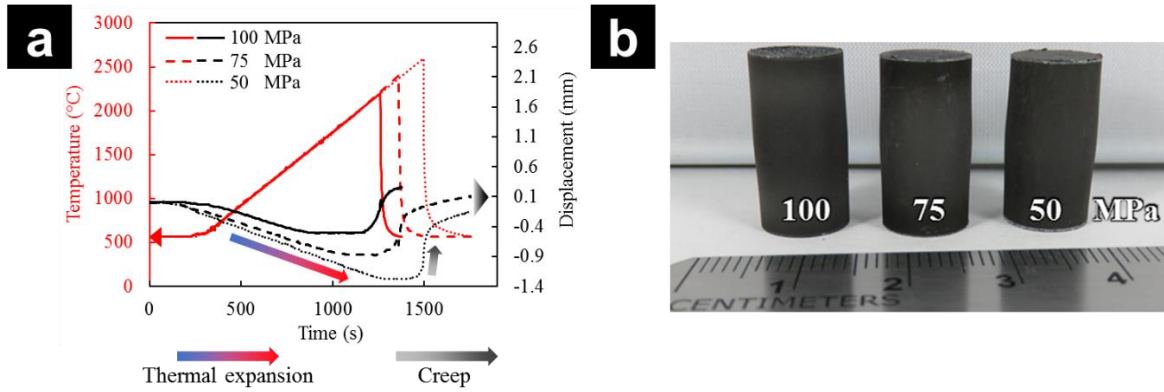 a
3000
2500
2000
1500
1000
500
0
Temperature (°C)
100 MPa
75 MPa
50 MPa
2.6
2.1
1.6
1.1
0.6
0.1
-0.4
-0.9
-1.4
Displacement (mm)
0 500 1000 1500
Time (s)
Thermal expansion
Creep
b
100 75 50 MPa
1 2 3 4
CENTIMETERS